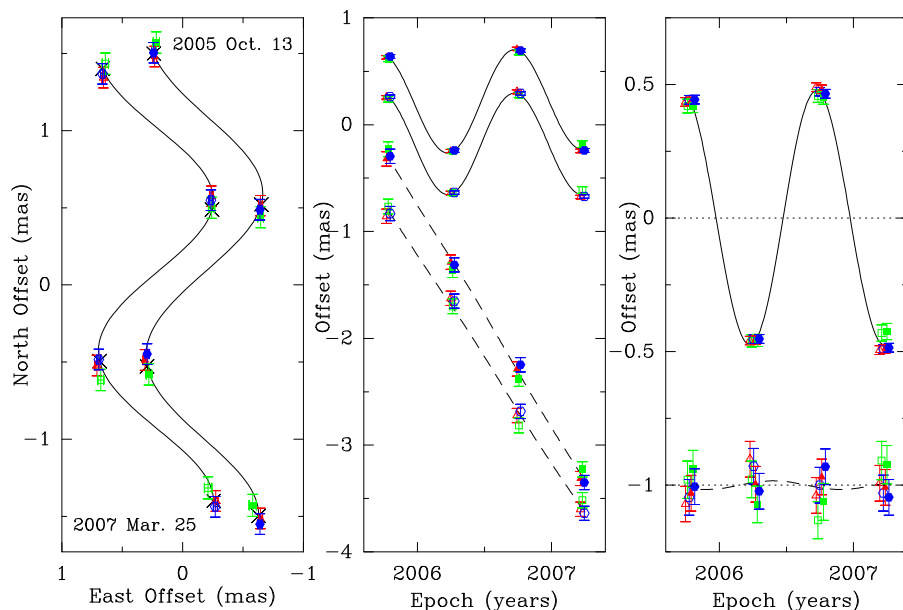 2005 Oct. 13
2007 Mar. 25
North Offset (mas)
1
0
−1
1
0
−1
East Offset (mas)
Offset (mas)
1
0
−1
−2
−3
−4
2006
2007
Epoch (years)
Offset (mas)
0.5
0
−0.5
−1
2006
2007
Epoch (years)